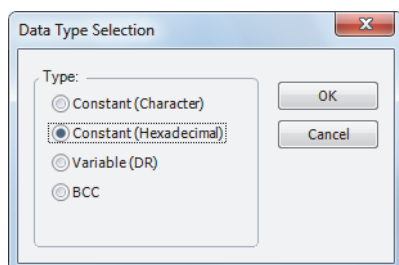 Data Type Selection
Type:
Constant (Character)
Constant (Hexadecimal)
Variable (DR)
BCC
OK
Cancel